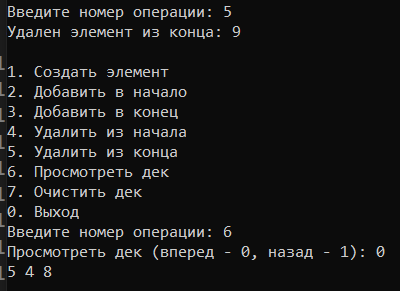 Введите номер операции: 5
Удален элемент из конца: 9
1. Создать элемент
2. Добавить в начало
3. Добавить в конец
4. Удалить из начала
5. Удалить из конца
6. Просмотреть дек
7. Очистить дек
0. Выход
Введите номер операции: 6
Просмотреть дек (вперед - 0, назад - 1): 0
5 4 8